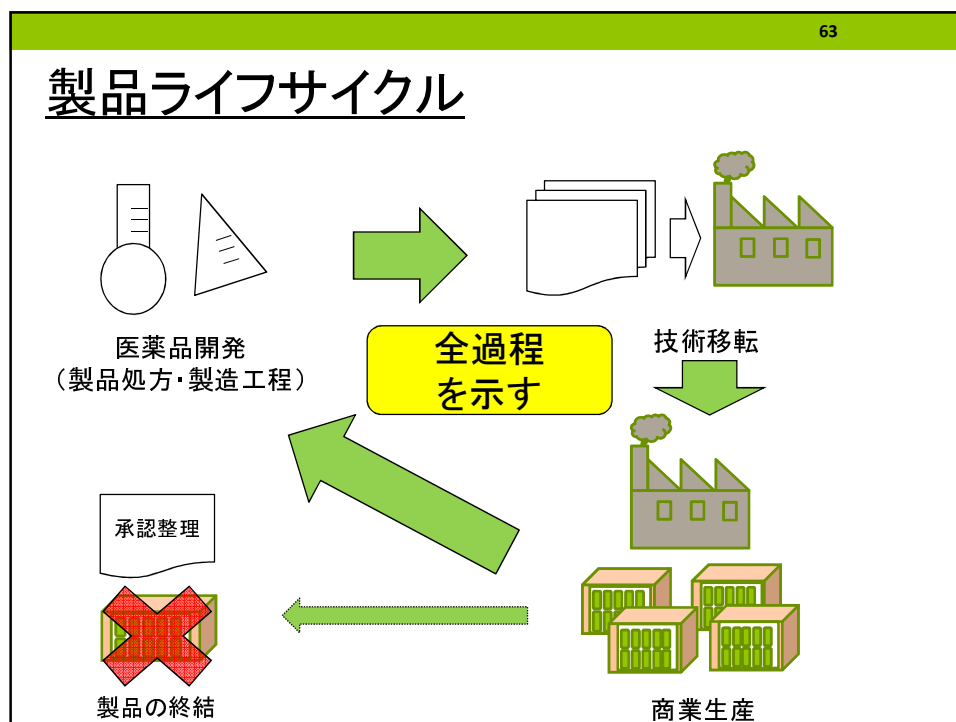 63
製品ライフサイクル
医薬品開発
（製品処方・製造工程）
全過程
を示す
技術移転
承認整理
製品の終結
商業生産